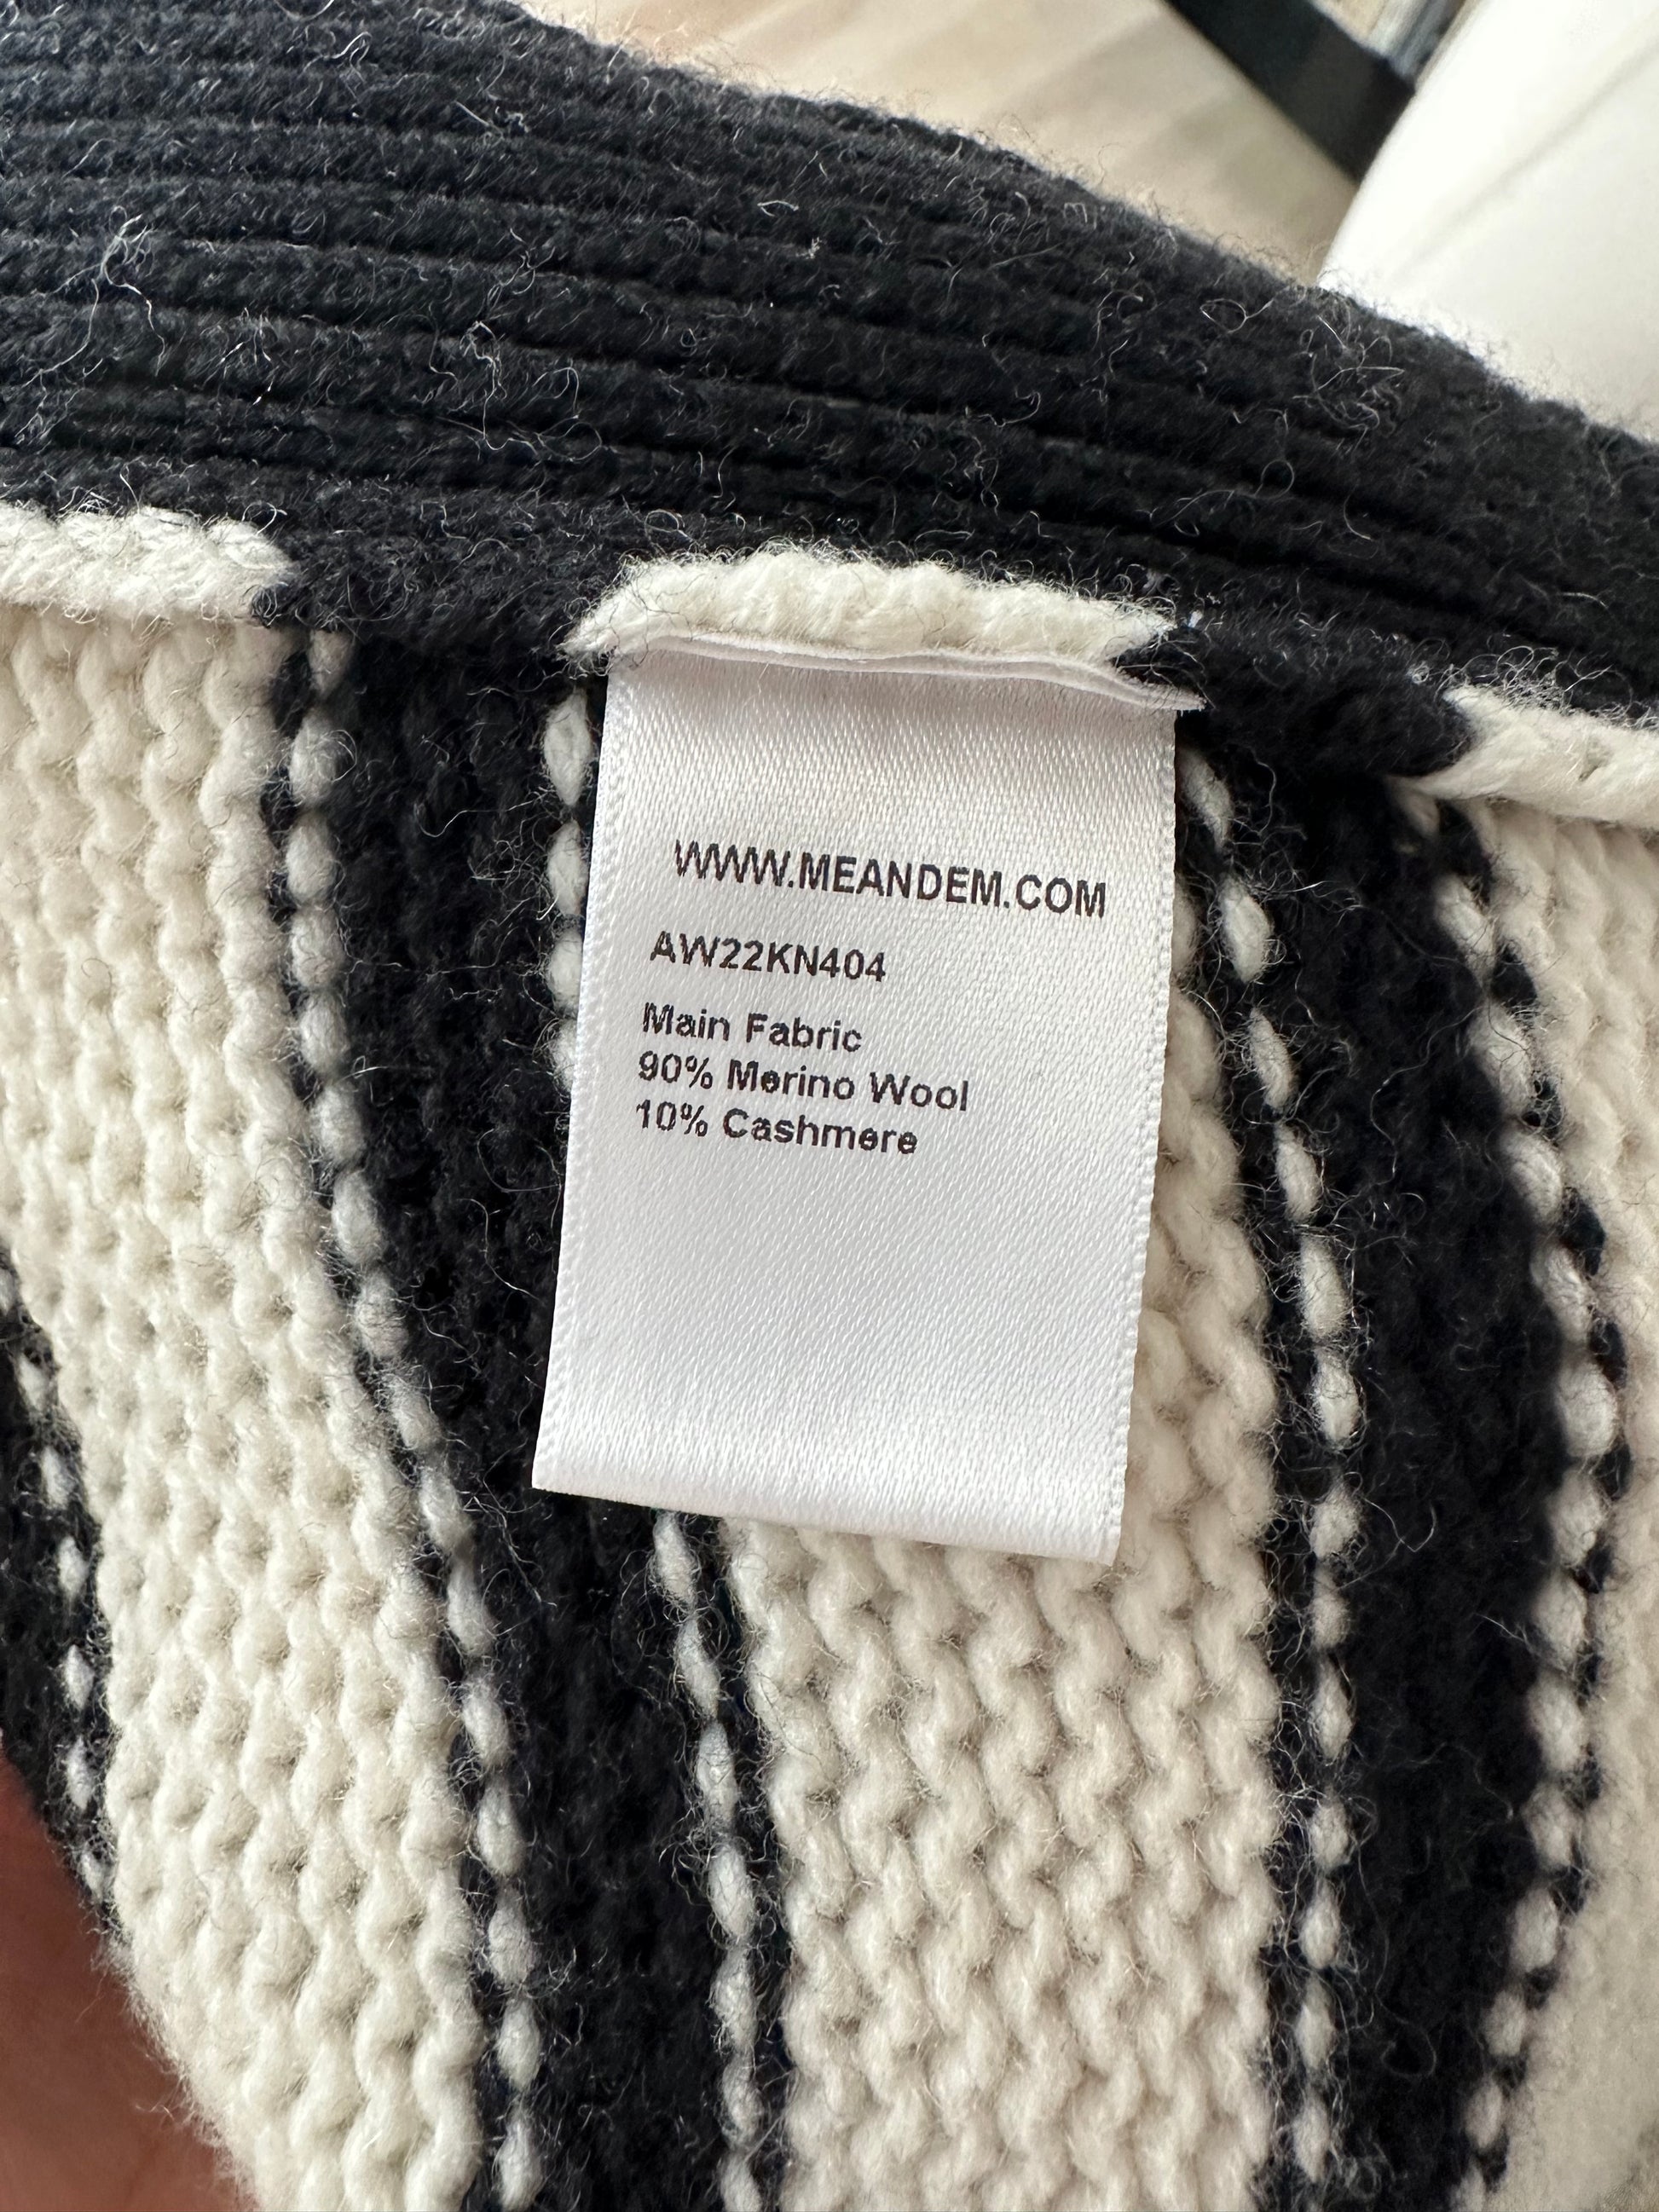 WWW.MEANDEM.COM
AW22KN404
Main Fabric
90% Merino Wool
10% Cashmere